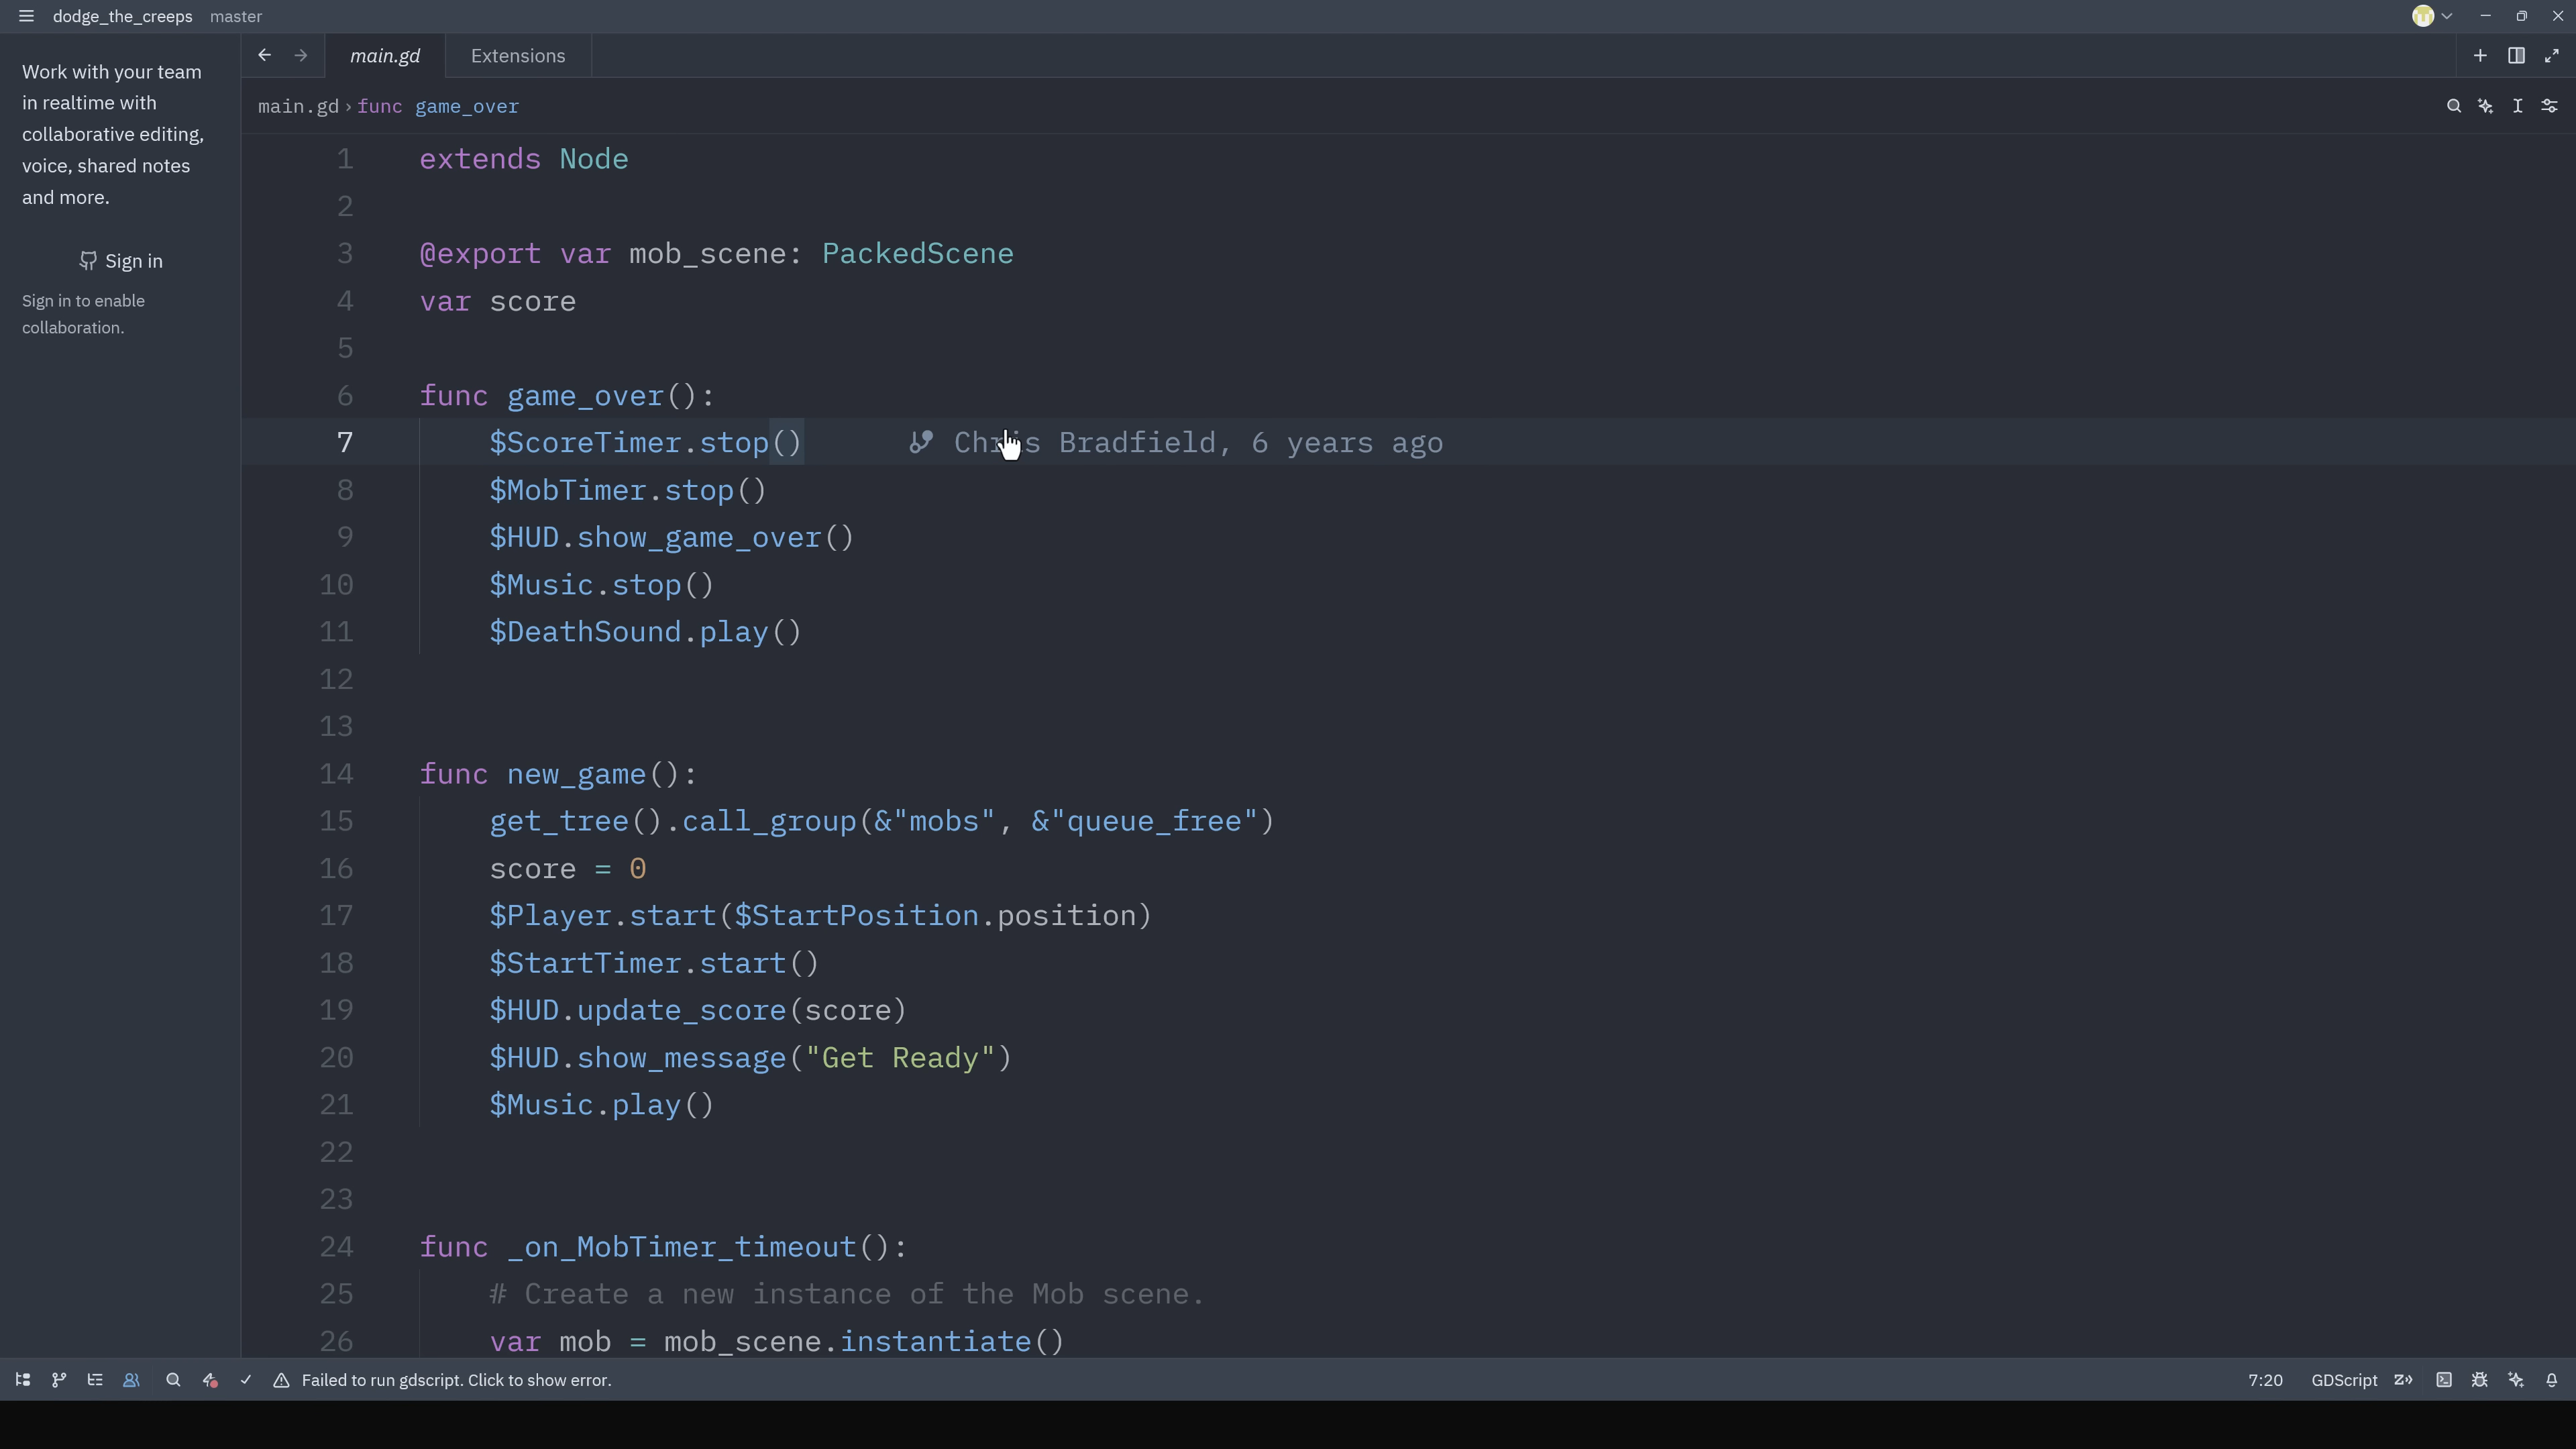 dodge_the_creeps master
Work with your team
in realtime with
collaborative editing,
voice, shared notes
and more.
Sign in
Sign in to enable
collaboration.
main.gd Extensions
main.gd › func game_over
1 extends Node
2
3 @export var mob_scene: PackedScene
4 var score
5
6 func game_over():
7 $ScoreTimer.stop() Chris Bradfield, 6 years ago
8 $MobTimer.stop()
9 $HUD.show_game_over()
10 $Music.stop()
11 $DeathSound.play()
12
13
14 func new_game():
15 get_tree().call_group(&"mobs", &"queue_free")
16 score = 0
17 $Player.start($StartPosition.position)
18 $StartTimer.start()
19 $HUD.update_score(score)
20 $HUD.show_message("Get Ready")
21 $Music.play()
22
23
24 func _on_MobTimer_timeout():
25 # Create a new instance of the Mob scene.
26 var mob = mob_scene.instantiate()
Failed to run gdscript. Click to show error. 7:20 GDScript